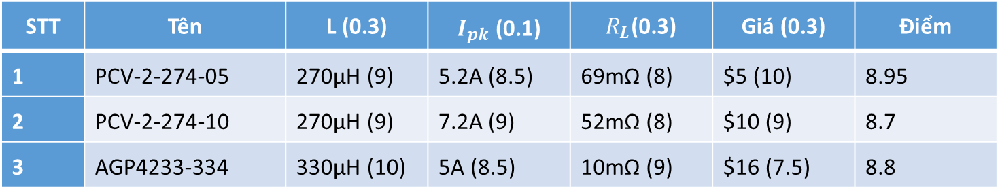 STT Tên L (0.3) I_pk (0.1) R_L(0.3) Giá (0.3) Điểm
1 PCV-2-274-05 270μH (9) 5.2A (8.5) 69mΩ (8) $5 (10) 8.95
2 PCV-2-274-10 270μH (9) 7.2A (9) 52mΩ (8) $10 (9) 8.7
3 AGP4233-334 330μH (10) 5A (8.5) 10mΩ (9) $16 (7.5) 8.8